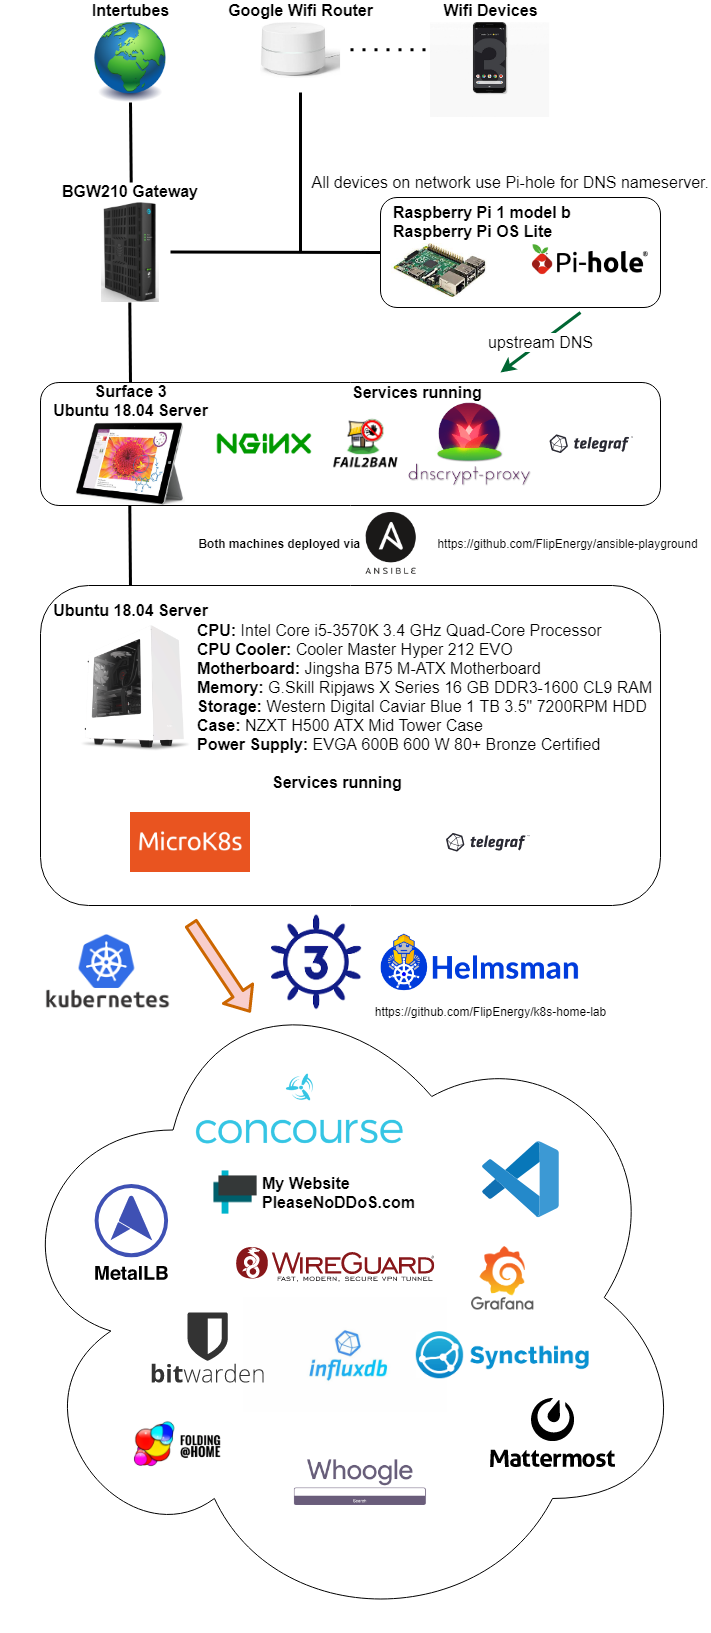 Intertubes
Google Wifi Router
Wifi Devices
BGW210 Gateway
All devices on network use Pi-hole for DNS nameserver.
Raspberry Pi 1 model b
Raspberry Pi OS Lite
Pi-hole®
upstream DNS
Surface 3
Ubuntu 18.04 Server
Services running
NGINX
FAIL2BAN
dnscrypt-proxy
telegraf
Both machines deployed via
ANSIBLE
https://github.com/FlipEnergy/ansible-playground
Ubuntu 18.04 Server
CPU: Intel Core i5-3570K 3.4 GHz Quad-Core Processor
CPU Cooler: Cooler Master Hyper 212 EVO
Motherboard: Jingsha B75 M-ATX Motherboard
Memory: G.Skill Ripjaws X Series 16 GB DDR3-1600 CL9 RAM
Storage: Western Digital Caviar Blue 1 TB 3.5" 7200RPM HDD
Case: NZXT H500 ATX Mid Tower Case
Power Supply: EVGA 600B 600 W 80+ Bronze Certified
Services running
MicroK8s
telegraf
kubernetes
3
Helmsman
https://github.com/FlipEnergy/k8s-home-lab
concourse
My Website
PleaseNoDDoS.com
MetalLB
WIREGUARD
FAST, MODERN, SECURE VPN TUNNEL
Grafana
bitwarden
influxdb
Syncthing
FOLDING
@HOME
Mattermost
Whoogle
Search